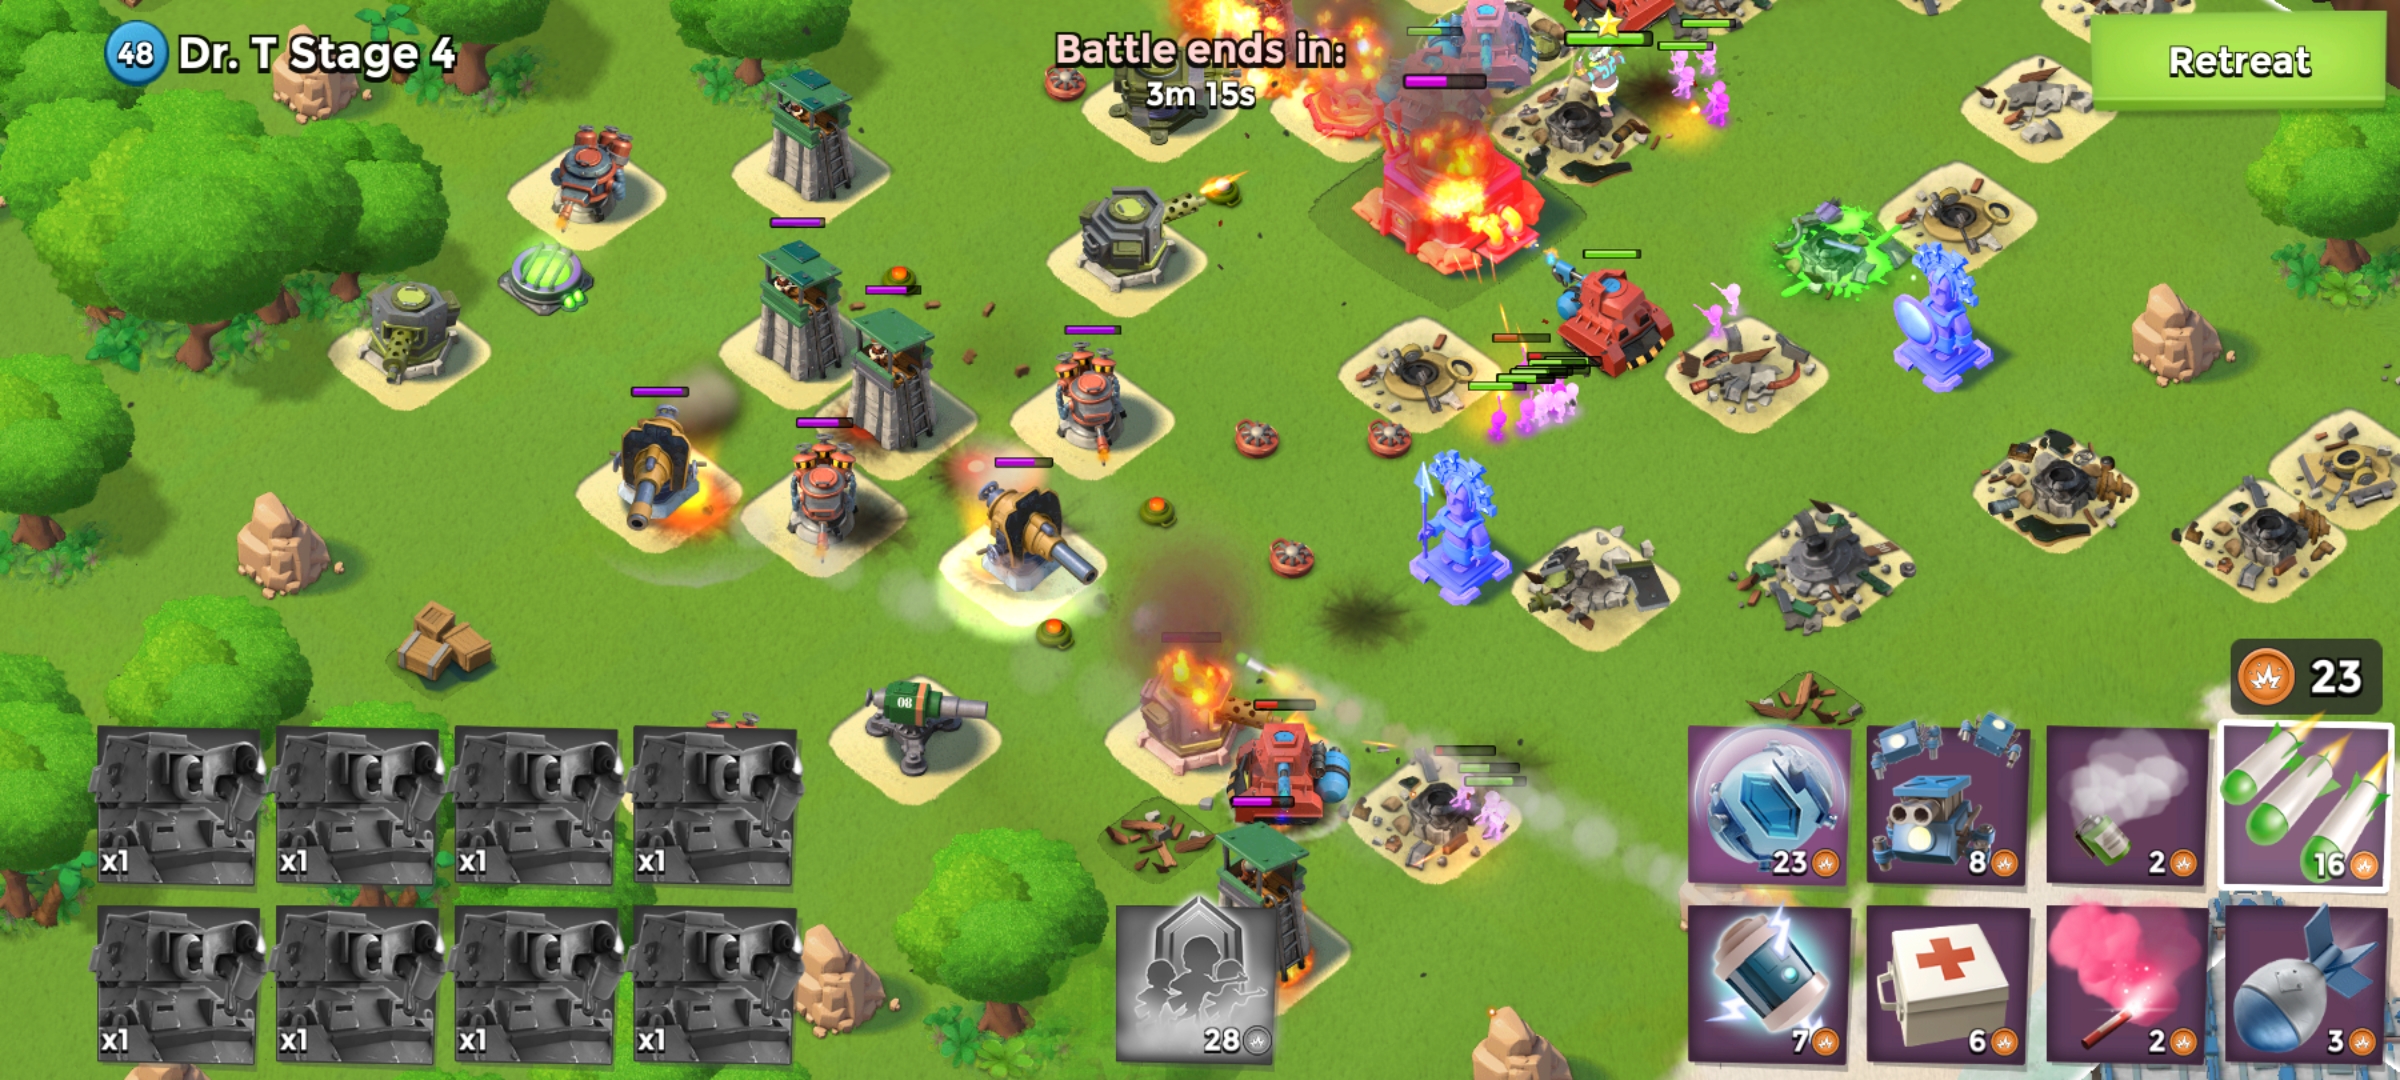 48 Dr. T Stage 4
Battle ends in:
3m 15s
Retreat
08
23
x1 x1 x1 x1
23 8 2 16
x1 x1 x1 x1
28
7 6 2 3